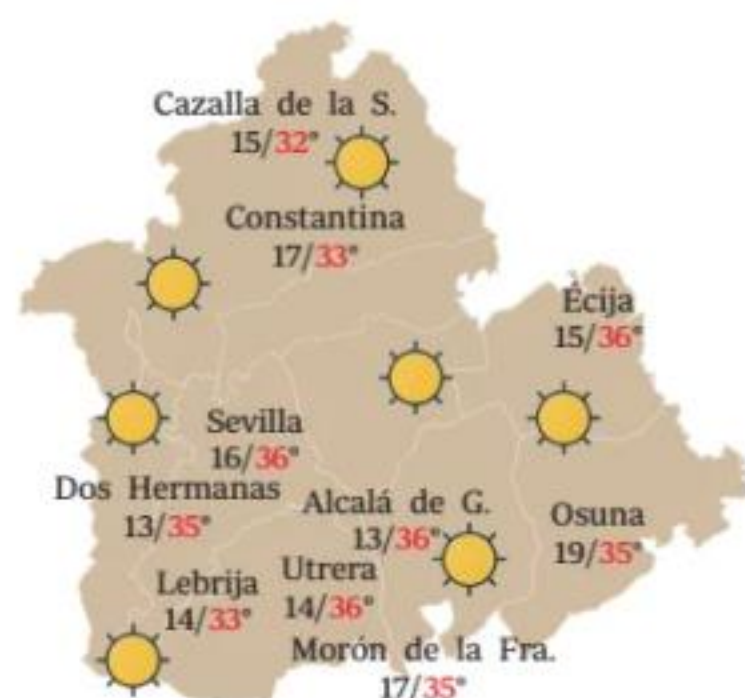 Cazalla de la S.
15/32°
Constantina
17/33°
Écija
15/36°
Sevilla
16/36°
Dos Hermanas
13/35°
Alcalá de G.
13/36°
Osuna
19/35°
Lebrija
14/33°
Utrera
14/36°
Morón de la Fra.
17/35°